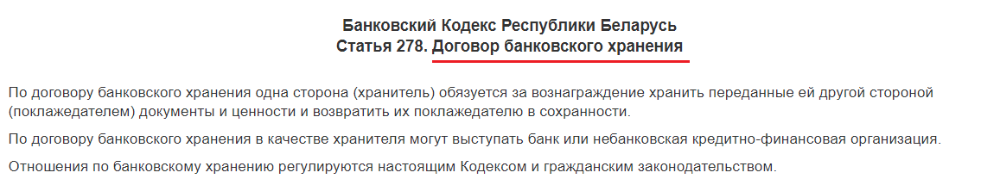 Банковский Кодекс Республики Беларусь
Статья 278. Договор банковского хранения
По договору банковского хранения одна сторона (хранитель) обязуется за вознаграждение хранить переданные ей другой стороной
(поклажедателем) документы и ценности и возвратить их поклажедателю в сохранности.
По договору банковского хранения в качестве хранителя могут выступать банк или небанковская кредитно-финансовая организация.
Отношения по банковскому хранению регулируются настоящим Кодексом и гражданским законодательством.